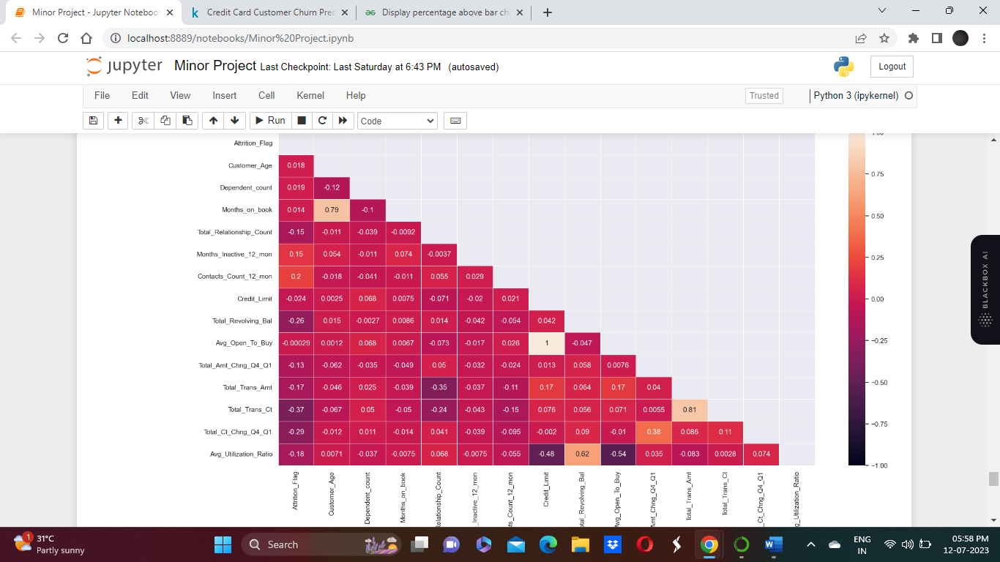 Minor Project - Jupyter Noteboo
Credit Card Customer Churn Prec
Display percentage above bar ch
localhost:8889/notebooks/Minor%20Project.ipynb
jupyter Minor Project Last Checkpoint: Last Saturday at 6:43 PM (autosaved)
Logout
File Edit View Insert Cell Kernel Help
Trusted
Python 3 (ipykernel)
Run
Code
Attrition_Flag
Customer_Age 0.018
Dependent_count 0.019 -0.12
Months_on_book 0.014 0.79 -0.1
Total_Relationship_Count -0.15 -0.011 -0.039 -0.0092
Months_Inactive_12_mon 0.15 0.054 -0.011 0.074 -0.0037
Contacts_Count_12_mon 0.2 -0.018 -0.041 -0.011 0.055 0.029
Credit_Limit -0.024 0.0025 0.068 0.0075 -0.071 -0.02 0.021
Total_Revolving_Bal -0.26 0.015 -0.0027 0.0086 0.014 -0.042 -0.054 0.042
Avg_Open_To_Buy -0.00029 0.0012 0.068 0.0067 -0.073 -0.017 0.026 1 -0.047
Total_Amt_Chng_Q4_Q1 -0.13 -0.062 -0.035 -0.049 0.05 -0.032 -0.024 0.013 0.058 0.0076
Total_Trans_Amt -0.17 -0.046 0.025 -0.039 -0.35 -0.037 -0.11 0.17 0.064 0.17 0.04
Total_Trans_Ct -0.37 -0.067 0.05 -0.05 -0.24 -0.043 -0.15 0.076 0.056 0.071 0.0055 0.81
Total_Ct_Chng_Q4_Q1 -0.29 -0.012 0.011 -0.014 0.041 -0.039 -0.095 -0.002 0.09 -0.01 0.38 0.086 0.11
Avg_Utilization_Ratio -0.18 0.0071 -0.037 -0.0075 0.068 -0.0075 -0.055 -0.48 0.62 -0.54 0.035 -0.083 0.0028 0.074
Attrition_Flag
Customer_Age
Dependent_count
Months_on_book
elationship_Count
_Inactive_12_mon
ts_Count_12_mon
Credit_Limit
tal_Revolving_Bal
Avg_Open_To_Buy
Amt_Chng_Q4_Q1
Total_Trans_Amt
Total_Trans_Ct
_Ct_Chng_Q4_Q1
g_Utilization_Ratio
1.00
0.75
0.50
0.25
0.00
-0.25
-0.50
-0.75
-1.00
BLACKBOX AI
1
31°C
Partly sunny
Search
ENG
IN
05:58 PM
12-07-2023